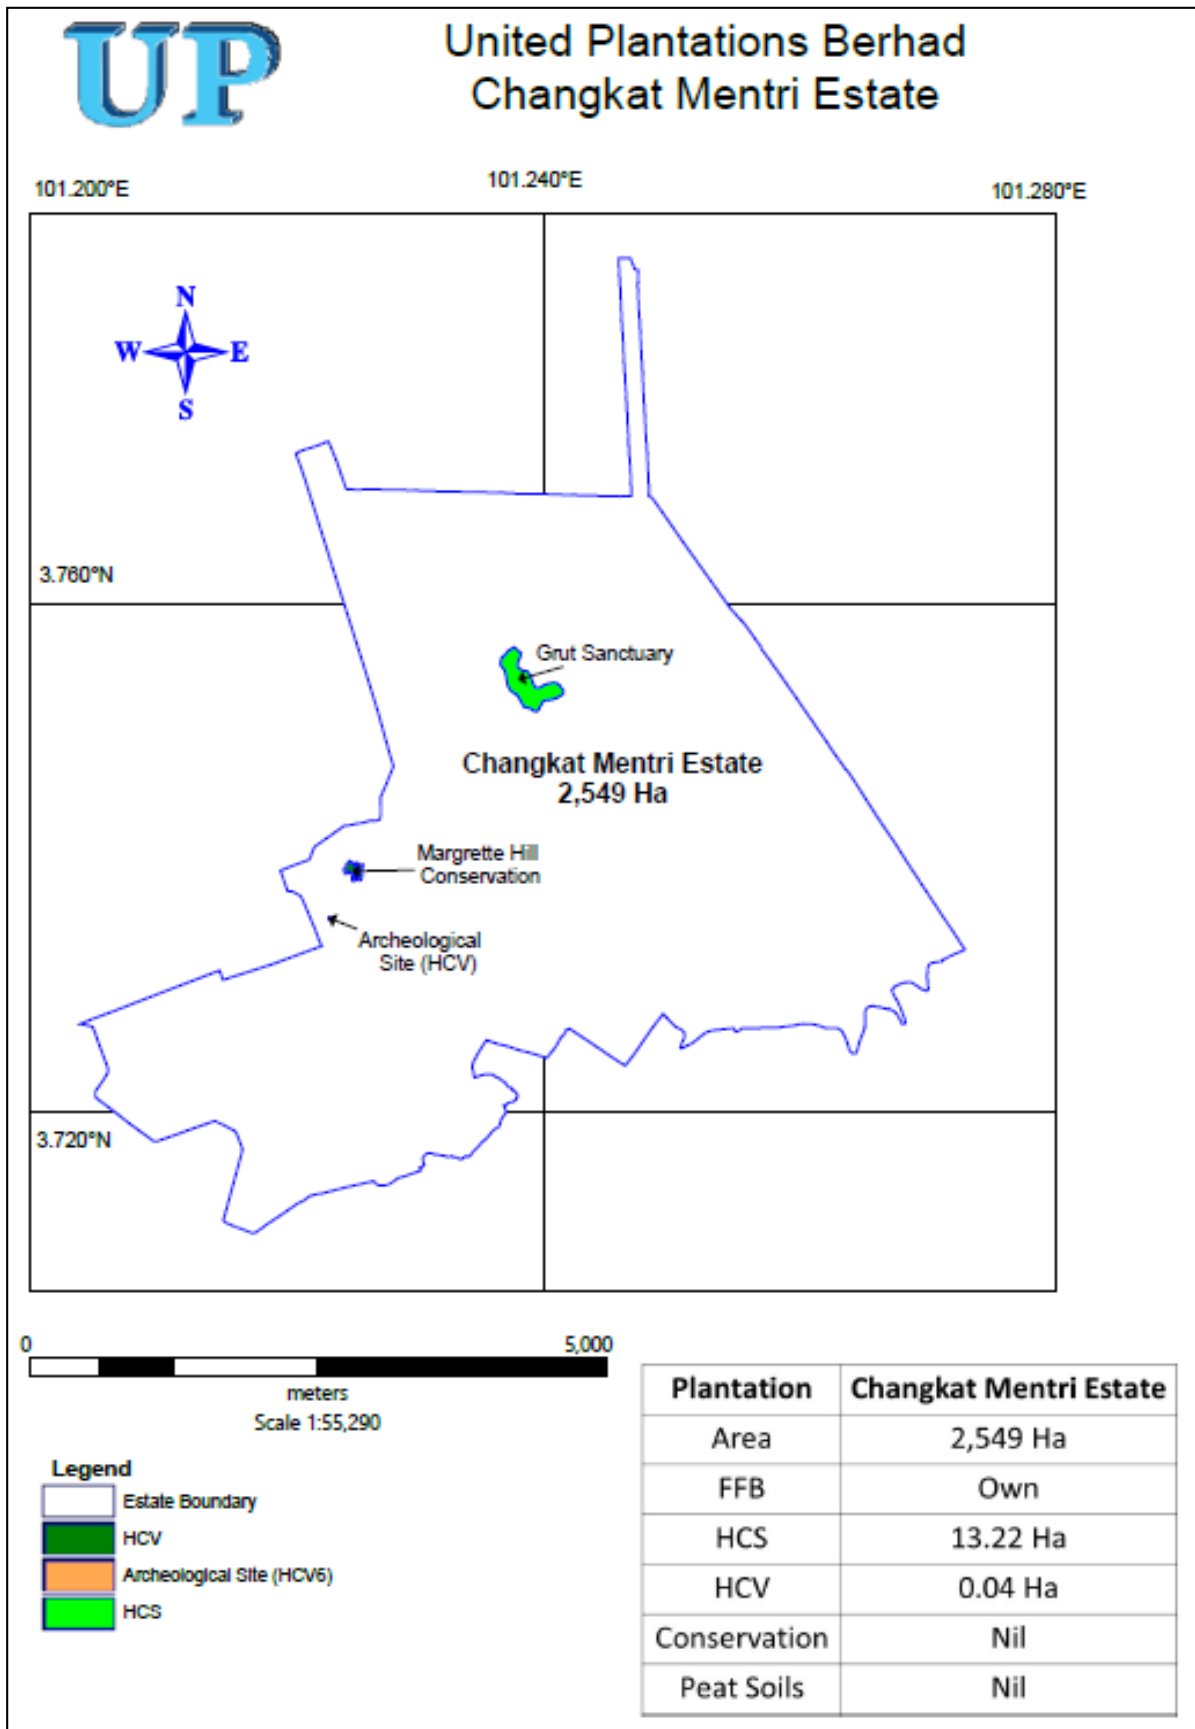 UP
United Plantations Berhad
Changkat Mentri Estate
101.200°E
101.240°E
101.280°E
N
W
E
S
3.760°N
Grut Sanctuary
Changkat Mentri Estate
2,549 Ha
Margrette Hill
Conservation
Archeological
Site (HCV)
3.720°N
0
5,000
meters
Scale 1:55,290
Legend
Estate Boundary
HCV
Archeological Site (HCV6)
HCS
Plantation Changkat Mentri Estate
Area 2,549 Ha
FFB Own
HCS 13.22 Ha
HCV 0.04 Ha
Conservation Nil
Peat Soils Nil